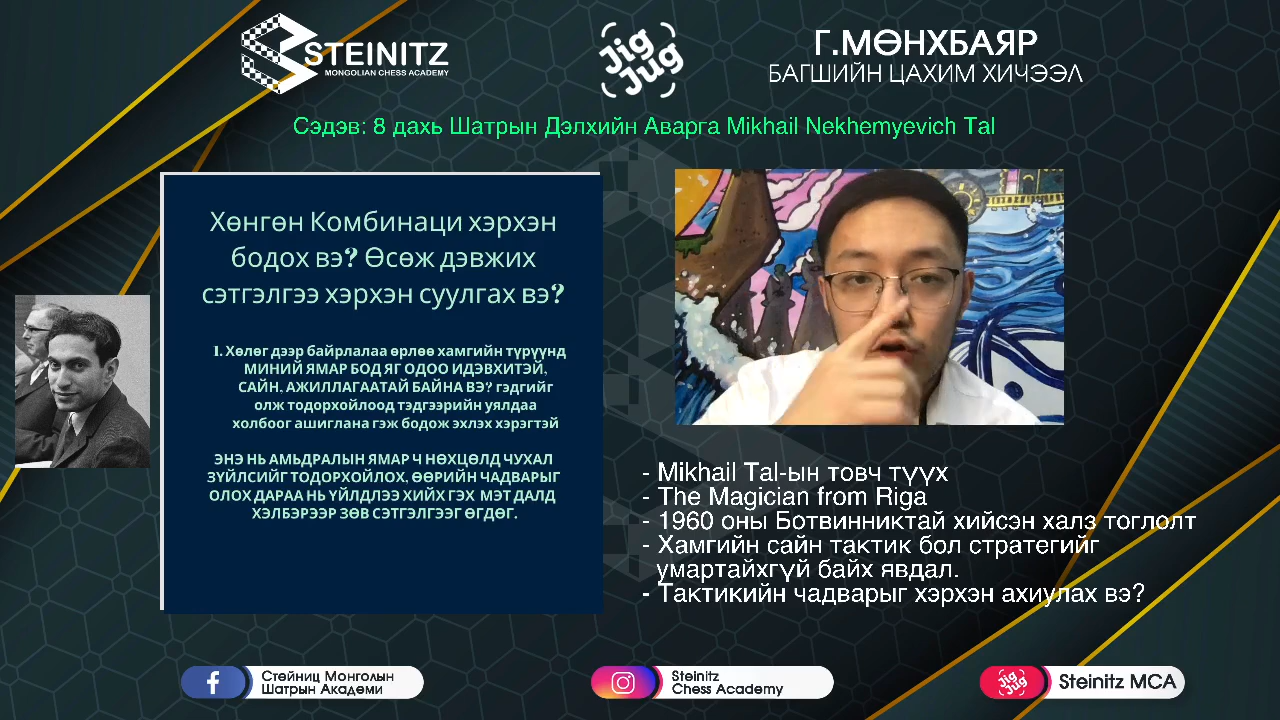 STEINITZ
MONGOLIAN CHESS ACADEMY
Jig
Jug
Г.МӨНХБАЯР
БАГШИЙН ЦАХИМ ХИЧЭЭЛ
Сэдэв: 8 дахь Шатрын Дэлхийн Аварга Mikhail Nekhemyevich Tal
Хөнгөн Комбинаци хэрхэн
бодох вэ? Өсөж дэвжих
сэтгэлгээ хэрхэн суулгах вэ?
1. Хөлөг дээр байрлалаа өрлөө хамгийн түрүүнд
МИНИЙ ЯМАР БОД ЯГ ОДОО ИДЭВХИТЭЙ,
САЙН, АЖИЛЛАГААТАЙ БАЙНА ВЭ? гэдгийг
олж тодорхойлоод тэдгээрийн уялдаа
холбоог ашиглана гэж бодож эхлэх хэрэгтэй
ЭНЭ НЬ АМЬДРАЛЫН ЯМАР Ч НӨХЦӨЛД ЧУХАЛ
ЗҮЙЛСИЙГ ТОДОРХОЙЛОХ, ӨӨРИЙН ЧАДВАРЫГ
ОЛОХ ДАРАА НЬ ҮЙЛДЛЭЭ ХИЙХ ГЭХ МЭТ ДАЛД
ХЭЛБЭРЭЭР ЗӨВ СЭТГЭЛГЭЭГ ӨГДӨГ.
- Mikhail Tal-ын товч түүх
- The Magician from Riga
- 1960 оны Ботвинниктай хийсэн халз тоглолт
- Хамгийн сайн тактик бол стратегийг
умартайхгүй байх явдал.
- Тактикийн чадварыг хэрхэн ахиулах вэ?
Стейниц Монголын
Шатрын Академи
Steinitz
Chess Academy
Jig
Jug
Steinitz MCA